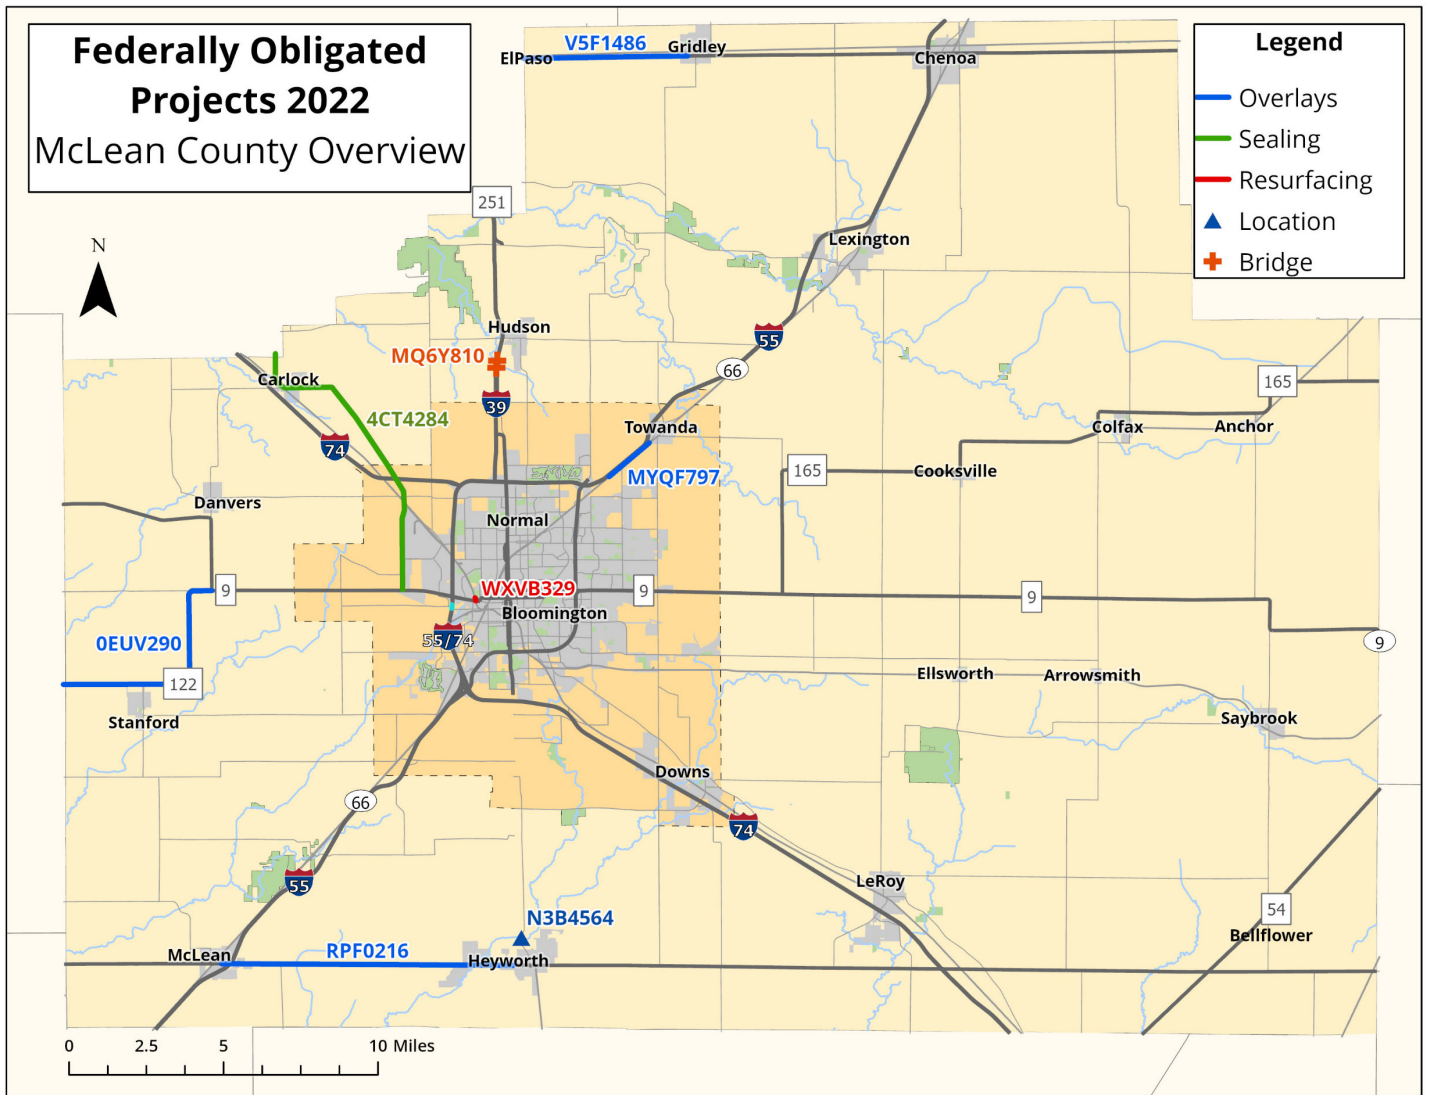 Federally Obligated
Projects 2022
McLean County Overview
Legend
Overlays
Sealing
Resurfacing
Location
Bridge
N
V5F1486
Gridley
ElPaso
Chenoa
251
Lexington
Hudson
55
MQ6Y810
66
Carlock
165
39
4CT4284
Towanda
Colfax
Anchor
74
165
Cooksville
MYQF797
Danvers
Normal
9
WXVB329
9
9
Bloomington
0EUV290
55/74
9
122
Ellsworth
Arrowsmith
Stanford
Saybrook
Downs
66
74
55
LeRoy
54
N3B4564
Bellflower
McLean
RPF0216
Heyworth
0 2.5 5 10 Miles